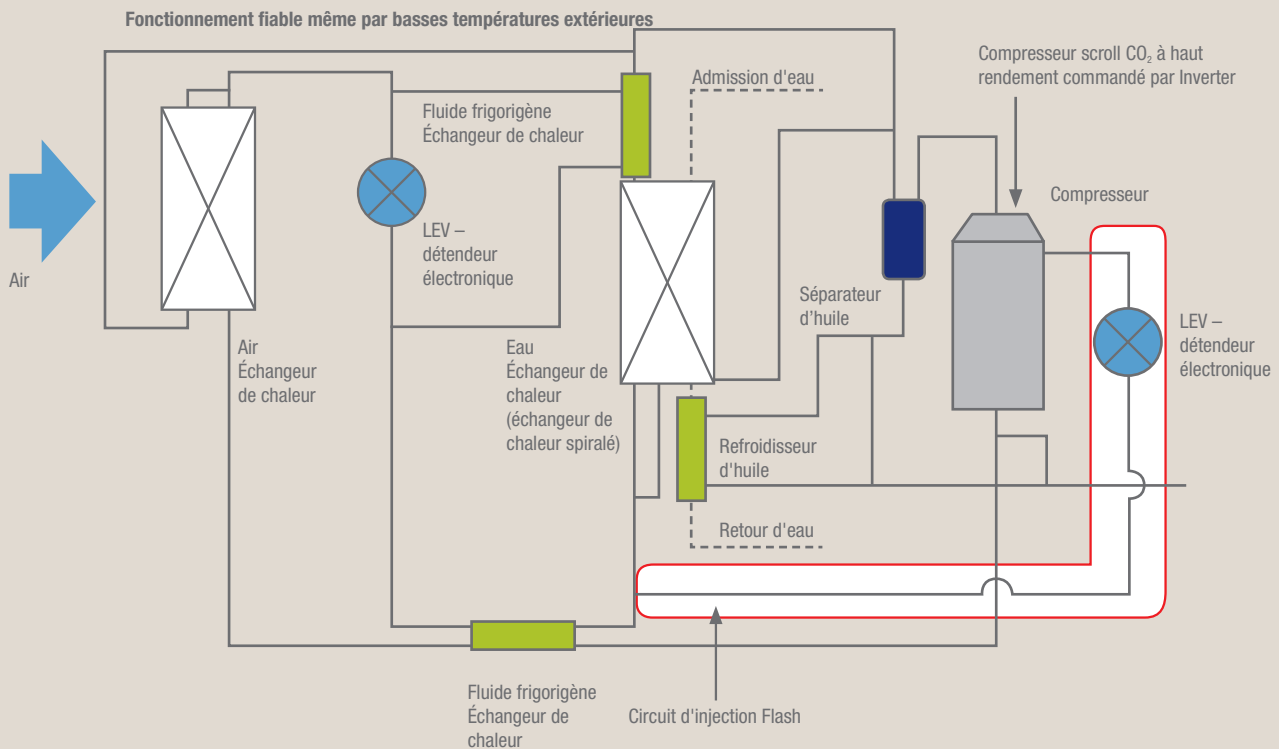 Fonctionnement fiable même par basses températures extérieures
Compresseur scroll CO₂ à haut
rendement commandé par Inverter
Admission d'eau
Fluide frigorigène
Échangeur de chaleur
Compresseur
LEV –
détendeur
électronique
Air
Séparateur
d'huile
LEV –
détendeur
électronique
Air
Échangeur
de chaleur
Eau
Échangeur de
chaleur
(échangeur de
chaleur spiralé)
Refroidisseur
d'huile
Retour d'eau
Fluide frigorigène
Échangeur de
chaleur
Circuit d'injection Flash